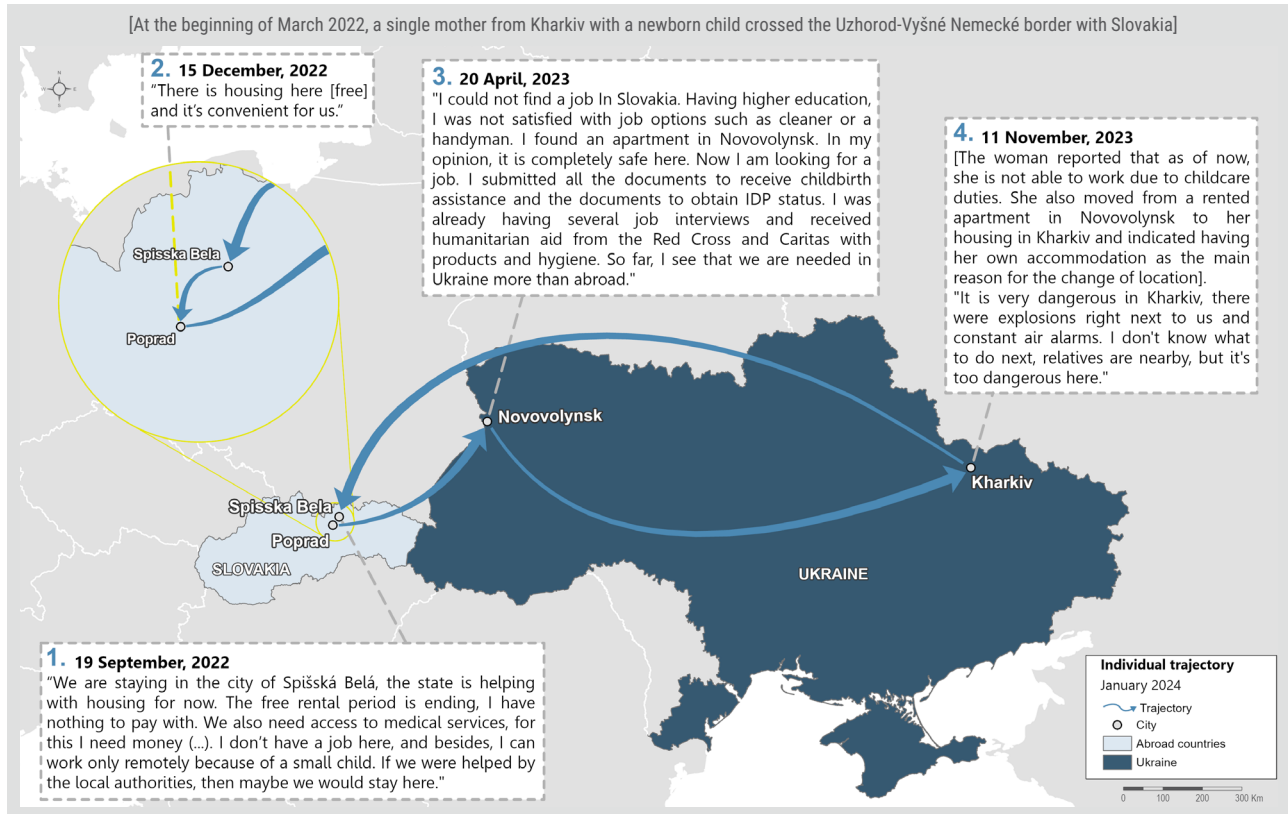 [At the beginning of March 2022, a single mother from Kharkiv with a newborn child crossed the Uzhorod-Vyšné Nemecké border with Slovakia]
2. 15 December, 2022
“There is housing here [free]
and it’s convenient for us.”
3. 20 April, 2023
"I could not find a job In Slovakia. Having higher education,
I was not satisfied with job options such as cleaner or a
handyman. I found an apartment in Novovolynsk. In my
opinion, it is completely safe here. Now I am looking for a
job. I submitted all the documents to receive childbirth
assistance and the documents to obtain IDP status. I was
already having several job interviews and received
humanitarian aid from the Red Cross and Caritas with
products and hygiene. So far, I see that we are needed in
Ukraine more than abroad."
4. 11 November, 2023
[The woman reported that as of now,
she is not able to work due to childcare
duties. She also moved from a rented
apartment in Novovolynsk to her
housing in Kharkiv and indicated having
her own accommodation as the main
reason for the change of location].
"It is very dangerous in Kharkiv, there
were explosions right next to us and
constant air alarms. I don't know what
to do next, relatives are nearby, but it's
too dangerous here."
N
W E
S
Spisska Bela
Poprad
Novovolynsk
Kharkiv
Spisska Bela
Poprad
SLOVAKIA
UKRAINE
1. 19 September, 2022
“We are staying in the city of Spišská Belá, the state is helping
with housing for now. The free rental period is ending, I have
nothing to pay with. We also need access to medical services, for
this I need money (...). I don’t have a job here, and besides, I can
work only remotely because of a small child. If we were helped by
the local authorities, then maybe we would stay here."
Individual trajectory
January 2024
Trajectory
City
Abroad countries
Ukraine
0 100 200 300 Km